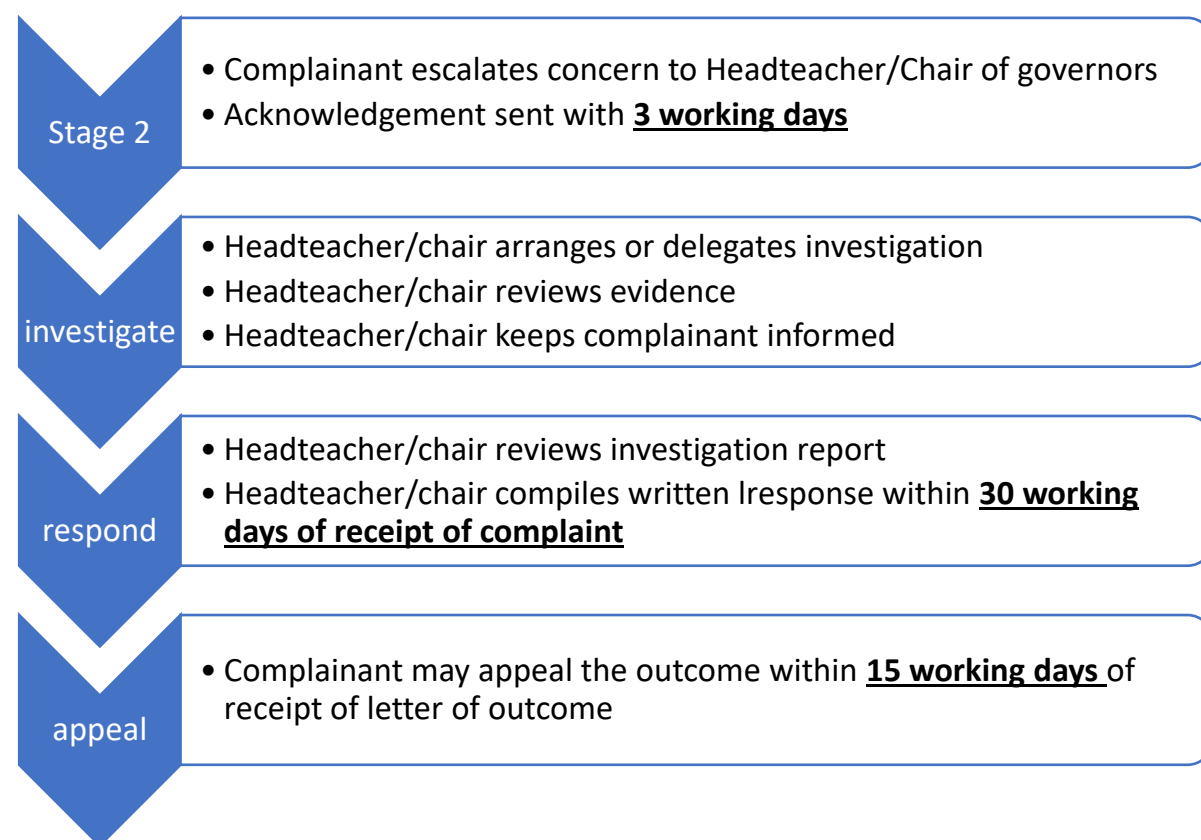 Stage 2
• Complainant escalates concern to Headteacher/Chair of governors
• Acknowledgement sent with 3 working days
investigate
• Headteacher/chair arranges or delegates investigation
• Headteacher/chair reviews evidence
• Headteacher/chair keeps complainant informed
respond
• Headteacher/chair reviews investigation report
• Headteacher/chair compiles written lresponse within 30 working
days of receipt of complaint
appeal
• Complainant may appeal the outcome within 15 working days of
receipt of letter of outcome